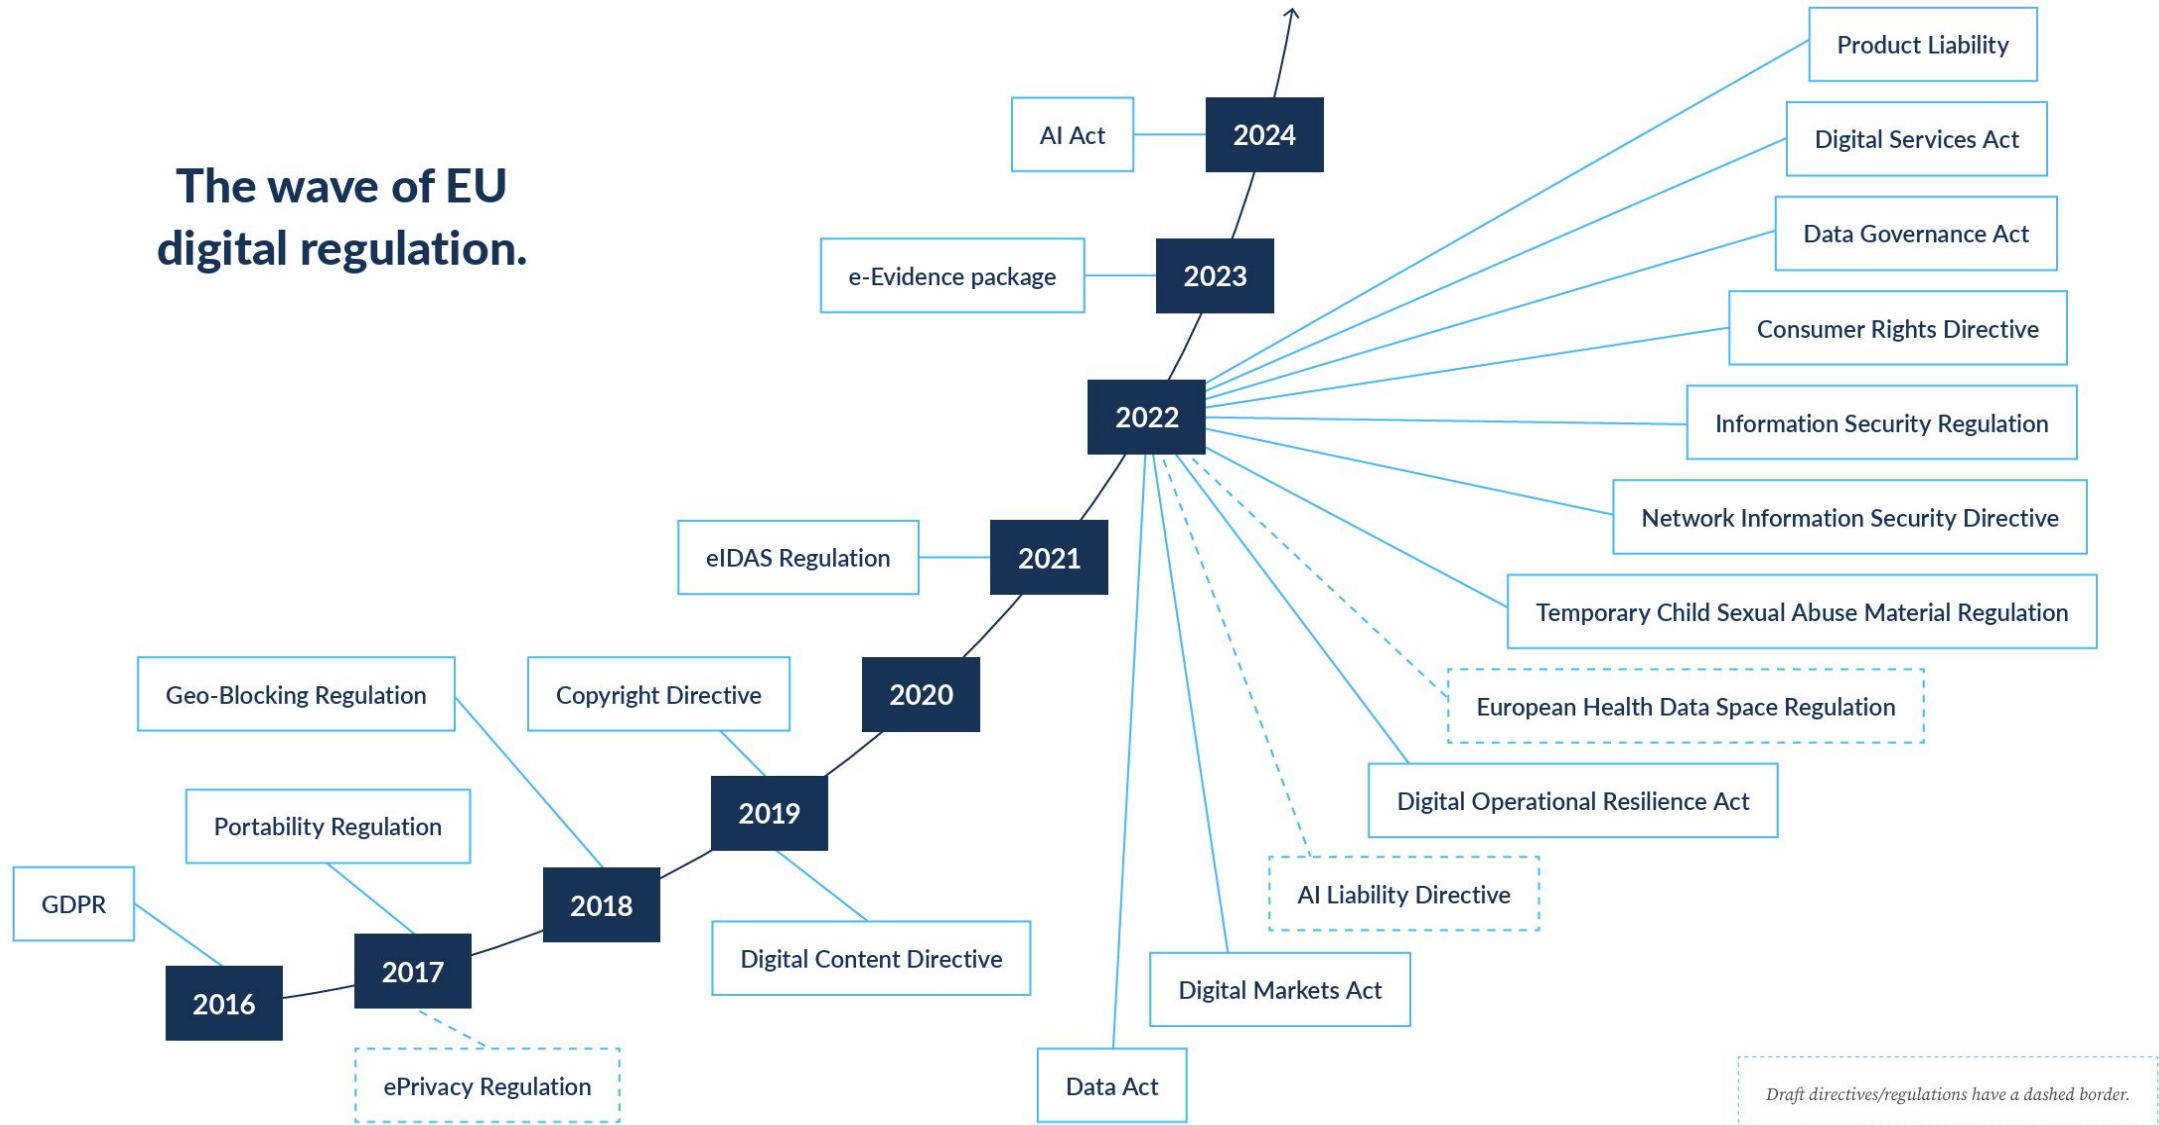 The wave of EU
digital regulation.
Product Liability
AI Act
2024
Digital Services Act
Data Governance Act
e-Evidence package
2023
Consumer Rights Directive
2022
Information Security Regulation
Network Information Security Directive
eIDAS Regulation
2021
Temporary Child Sexual Abuse Material Regulation
Geo-Blocking Regulation
Copyright Directive
2020
European Health Data Space Regulation
Portability Regulation
2019
Digital Operational Resilience Act
GDPR
2018
AI Liability Directive
Digital Content Directive
2017
Digital Markets Act
2016
ePrivacy Regulation
Data Act
Draft directives/regulations have a dashed border.